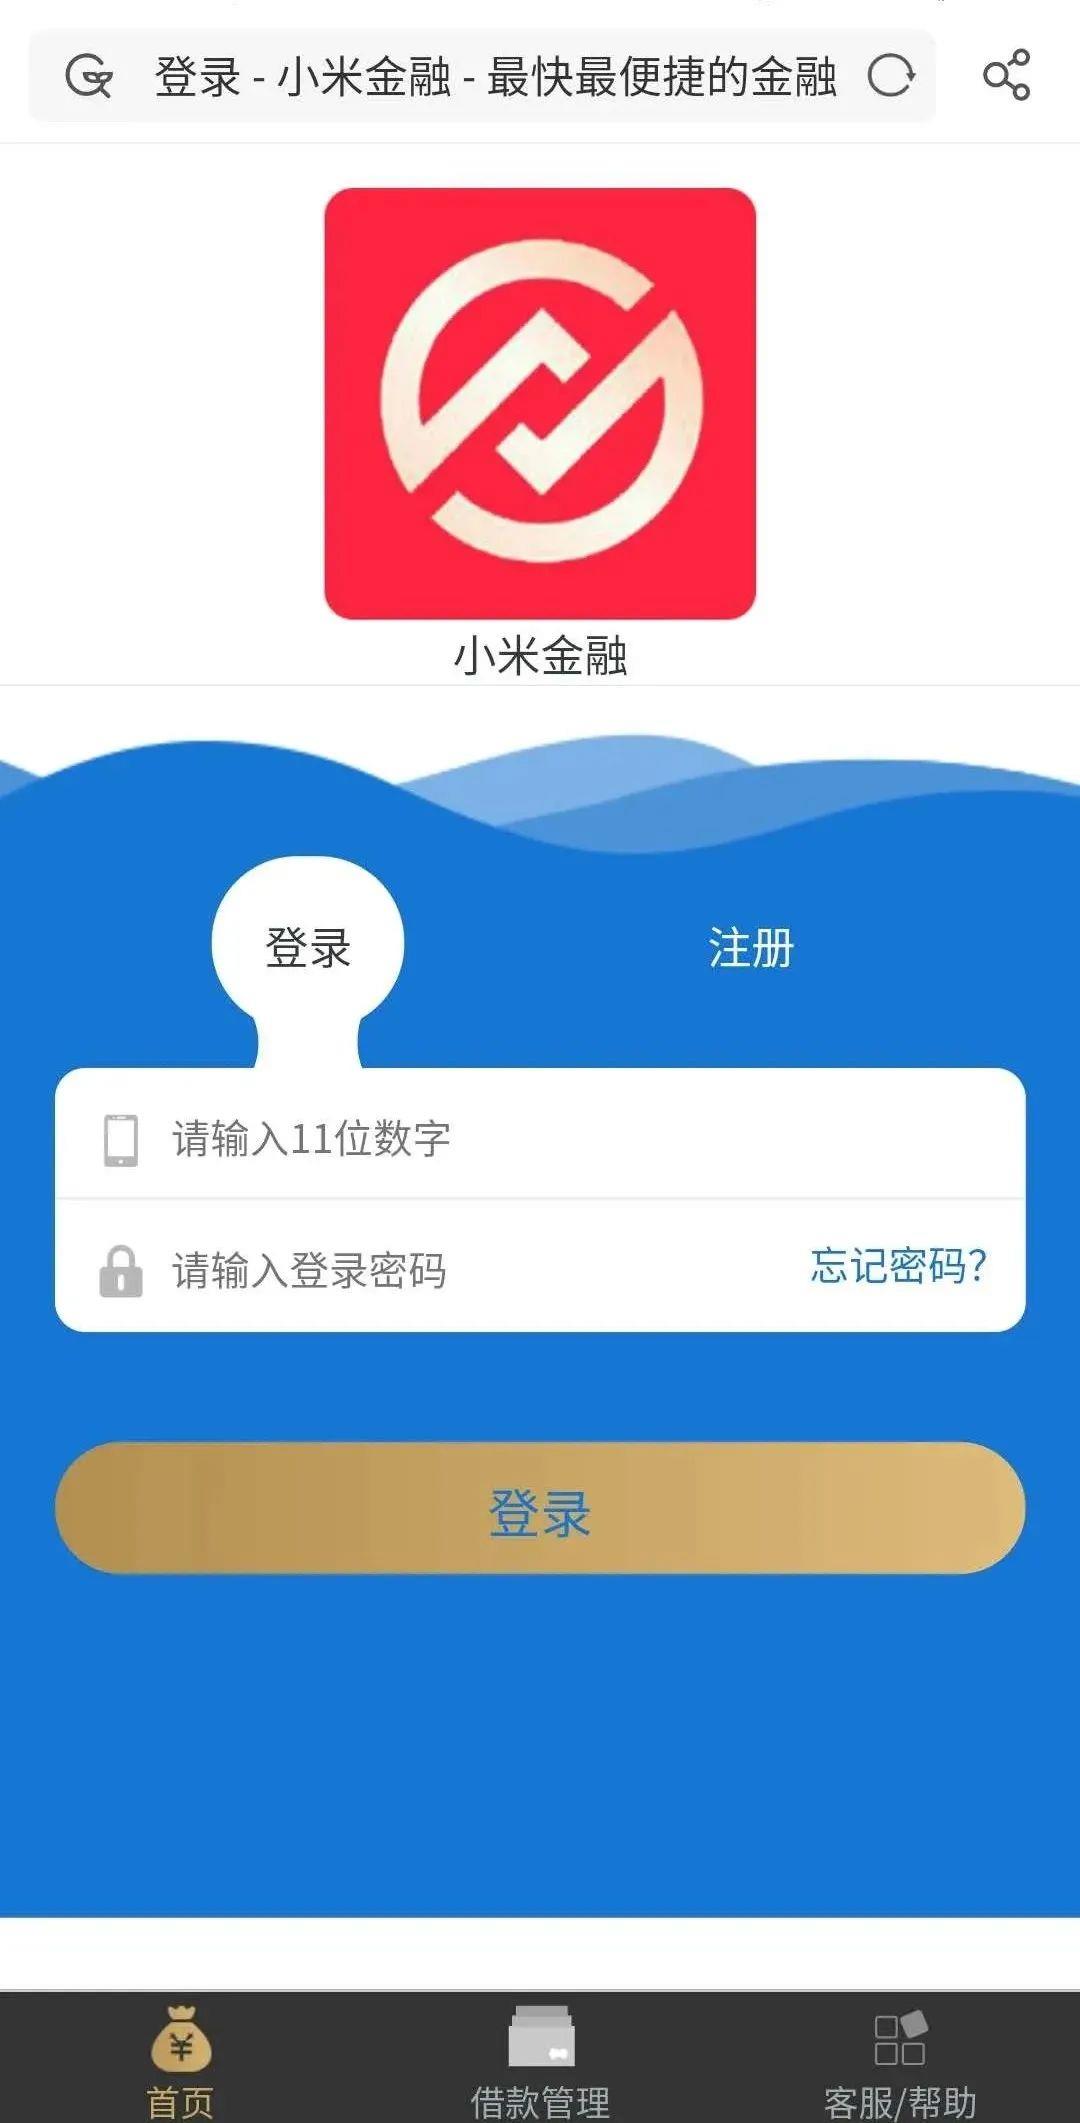 登录 - 小米金融 - 最快最便捷的金融
小米金融
登录
注册
请输入11位数字
请输入登录密码
忘记密码?
登录
首页
借款管理
客服/帮助